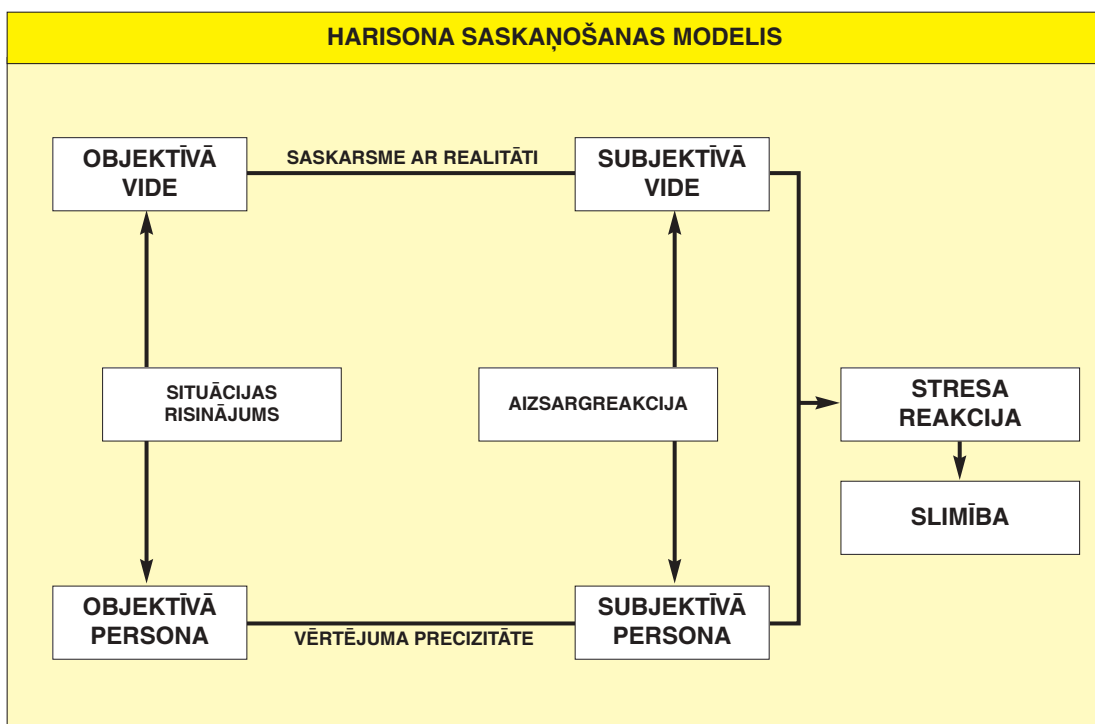 HARISONA SASKAŅOŠANAS MODELIS
OBJEKTĪVĀ
VIDE
SASKARSME AR REALITĀTI
SUBJEKTĪVĀ
VIDE
SITUĀCIJAS
RISINĀJUMS
AIZSARGREAKCIJA
STRESA
REAKCIJA
SLIMĪBA
OBJEKTĪVĀ
PERSONA
VĒRTĒJUMA PRECIZITĀTE
SUBJEKTĪVĀ
PERSONA